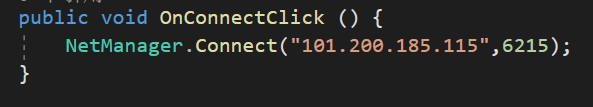 public void OnConnectClick () {
NetManager.Connect("101.200.185.115",6215);
}